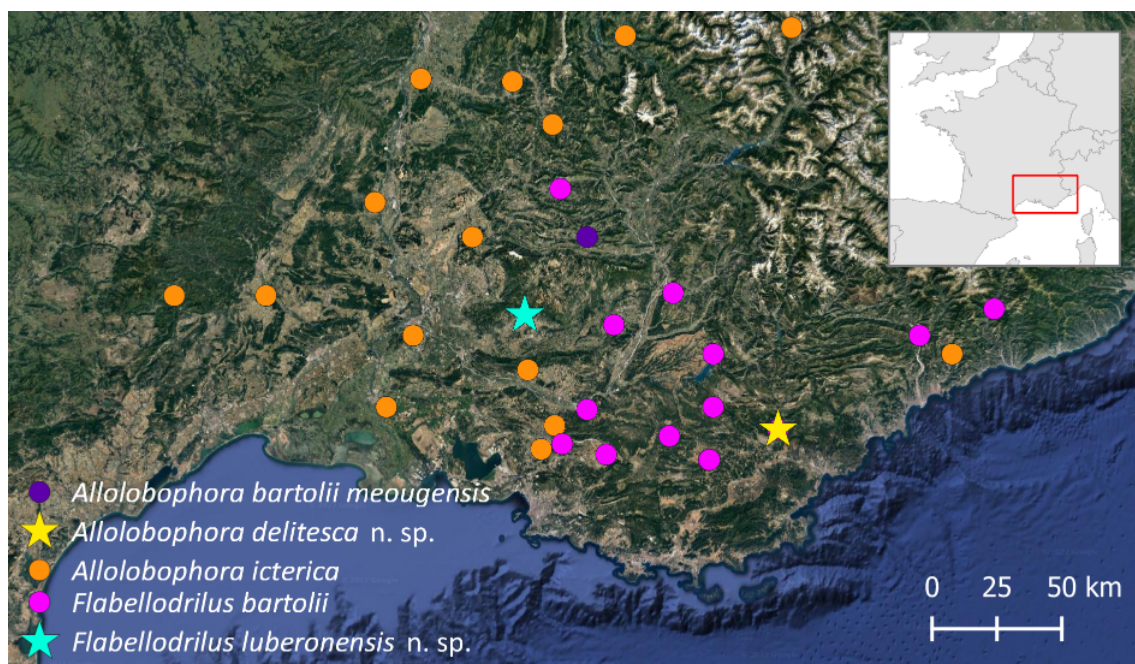 Allolobophora bartolii meougensis
Allolobophora delitesca n. sp.
Allolobophora icterica
Flabellodrilus bartolii
Flabellodrilus luberonensis n. sp.
0 25 50 km